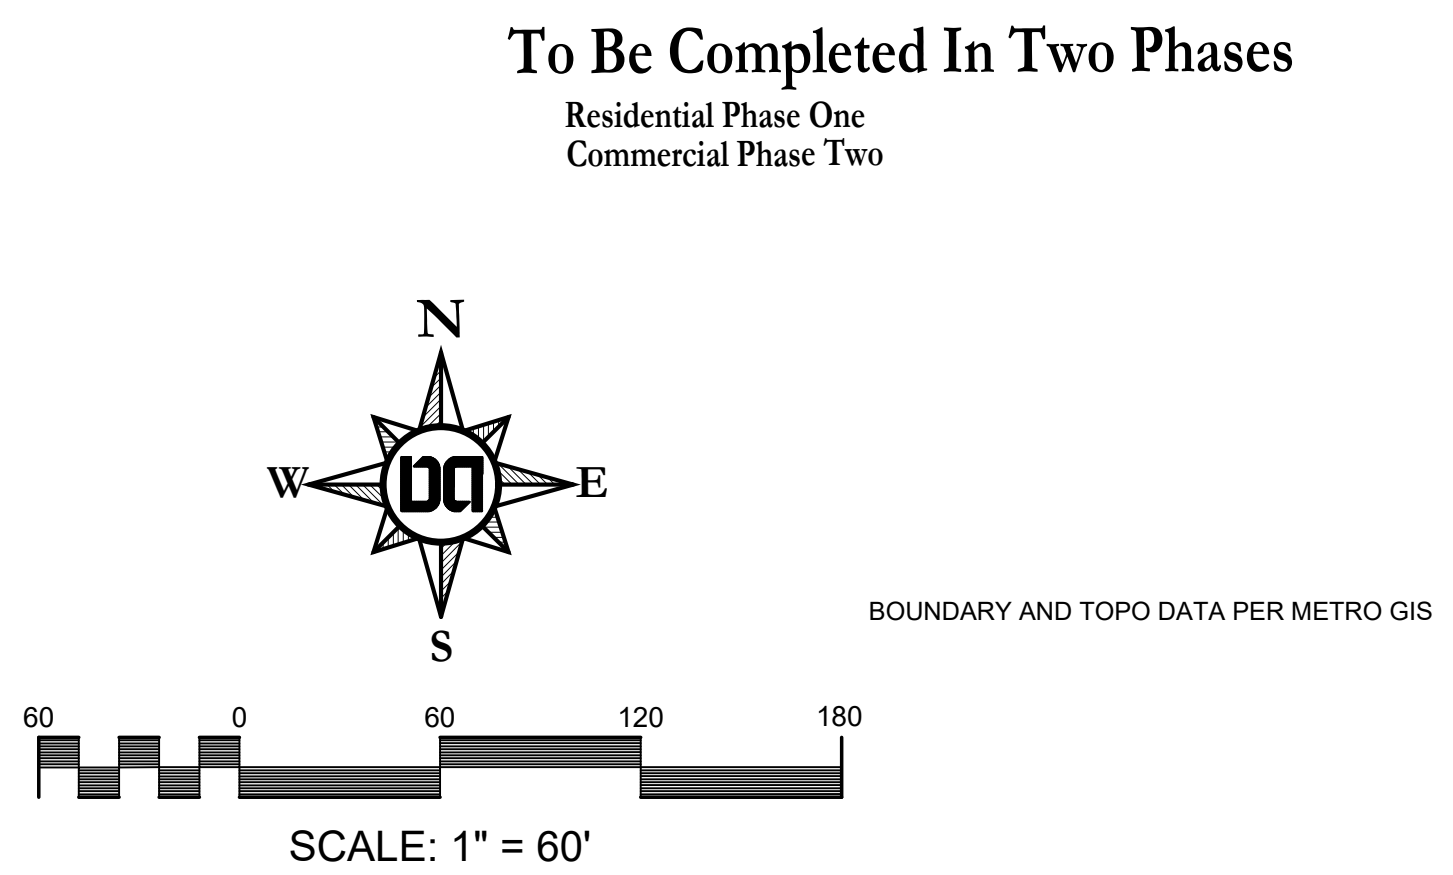 To Be Completed In Two Phases
Residential Phase One
Commercial Phase Two
N
W E
S
BOUNDARY AND TOPO DATA PER METRO GIS
60 0 60 120 180
SCALE: 1" = 60'